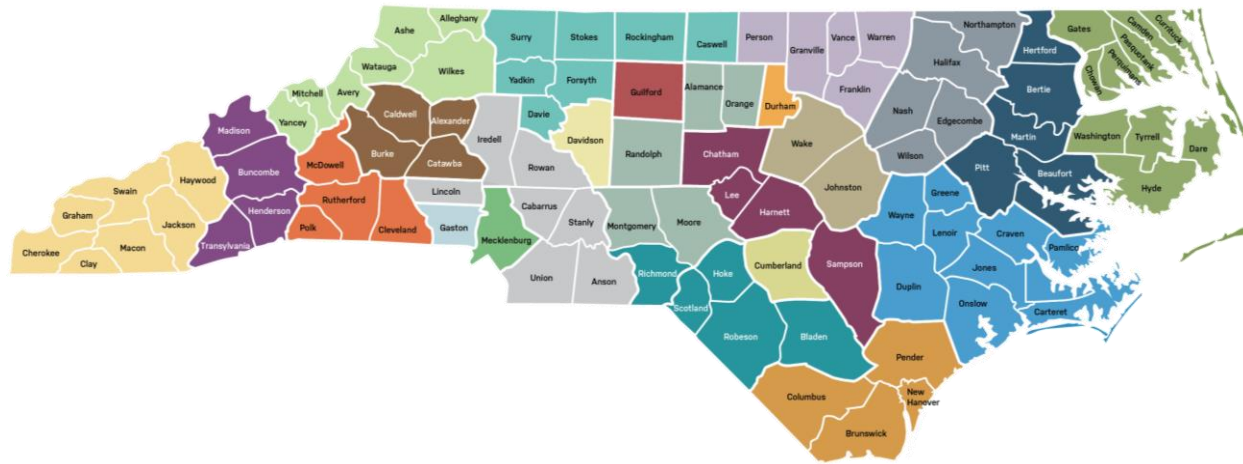 Alleghany
Northampton
Ashe
Surry
Stokes
Rockingham
Caswell
Person
Vance
Warren
Gates
Camden
Currituck
Granville
Hertford
Pasquotank
Perquimans
Chowan
Watauga
Wilkes
Halifax
Yadkin
Forsyth
Guilford
Alamance
Orange
Durham
Franklin
Bertie
Mitchell
Avery
Yancey
Caldwell
Alexander
Davie
Nash
Edgecombe
Madison
Iredell
Davidson
Randolph
Chatham
Wake
Martin
Washington
Tyrrell
Dare
Burke
Catawba
McDowell
Rowan
Wilson
Buncombe
Pitt
Beaufort
Hyde
Haywood
Swain
Rutherford
Lincoln
Johnston
Lee
Greene
Cabarrus
Stanly
Harnett
Wayne
Graham
Jackson
Henderson
Polk
Cleveland
Gaston
Montgomery
Moore
Lenoir
Craven
Pamlico
Mecklenburg
Transylvania
Cherokee
Macon
Clay
Cumberland
Sampson
Jones
Union
Anson
Richmond
Hoke
Duplin
Onslow
Carteret
Scotland
Robeson
Bladen
Pender
Columbus
New
Hanover
Brunswick